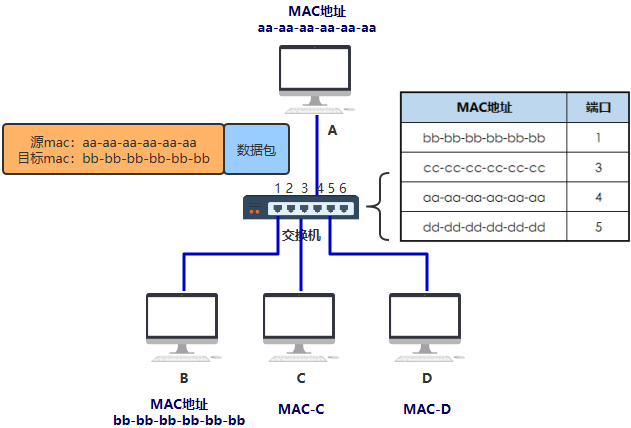 MAC地址
aa-aa-aa-aa-aa-aa
A
源mac：aa-aa-aa-aa-aa-aa
目标mac：bb-bb-bb-bb-bb-bb
数据包
MAC地址 端口
bb-bb-bb-bb-bb-bb 1
cc-cc-cc-cc-cc-cc 3
aa-aa-aa-aa-aa-aa 4
dd-dd-dd-dd-dd-dd 5
1 2 3 4 5 6
交换机
B
C
D
MAC地址
bb-bb-bb-bb-bb-bb
MAC-C
MAC-D